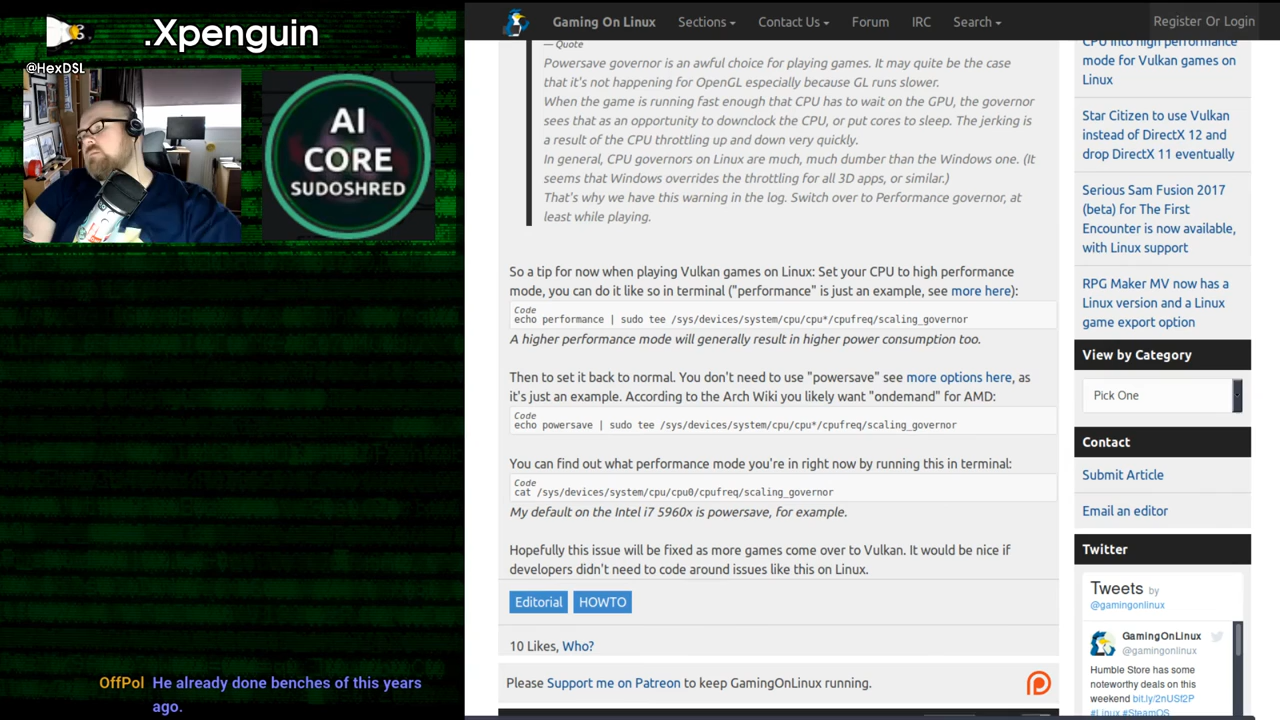 .Xpenguin
@HexDSL
AI
CORE
SUDOSHRED
OffPol He already done benches of this years
ago.
Gaming On Linux Sections Contact Us Forum IRC Search Register Or Login
— Quote
Powersave governor is an awful choice for playing games. It may quite be the case
that it's not happening for OpenGL especially because GL runs slower.
When the game is running fast enough that CPU has to wait on the GPU, the governor
sees that as an opportunity to downclock the CPU, or put cores to sleep. The jerking is
a result of the CPU throttling up and down very quickly.
In general, CPU governors on Linux are much, much dumber than the Windows one. (It
seems that Windows overrides the throttling for all 3D apps, or similar.)
That's why we have this warning in the log. Switch over to Performance governor, at
least while playing.
So a tip for now when playing Vulkan games on Linux: Set your CPU to high performance
mode, you can do it like so in terminal ("performance" is just an example, see more here):
Code
echo performance | sudo tee /sys/devices/system/cpu/cpu*/cpufreq/scaling_governor
A higher performance mode will generally result in higher power consumption too.
Then to set it back to normal. You don't need to use "powersave" see more options here, as
it's just an example. According to the Arch Wiki you likely want "ondemand" for AMD:
Code
echo powersave | sudo tee /sys/devices/system/cpu/cpu*/cpufreq/scaling_governor
You can find out what performance mode you're in right now by running this in terminal:
Code
cat /sys/devices/system/cpu/cpu0/cpufreq/scaling_governor
My default on the Intel i7 5960x is powersave, for example.
Hopefully this issue will be fixed as more games come over to Vulkan. It would be nice if
developers didn't need to code around issues like this on Linux.
Editorial HOWTO
10 Likes, Who?
Please Support me on Patreon to keep GamingOnLinux running.
CPU into high performance
mode for Vulkan games on
Linux
Star Citizen to use Vulkan
instead of DirectX 12 and
drop DirectX 11 eventually
Serious Sam Fusion 2017
(beta) for The First
Encounter is now available,
with Linux support
RPG Maker MV now has a
Linux version and a Linux
game export option
View by Category
Pick One
Contact
Submit Article
Email an editor
Twitter
Tweets by
@gamingonlinux
GamingOnLinux
@gamingonlinux
Humble Store has some
noteworthy deals on this
weekend bit.ly/2nUSf2P
#Linux #SteamOS